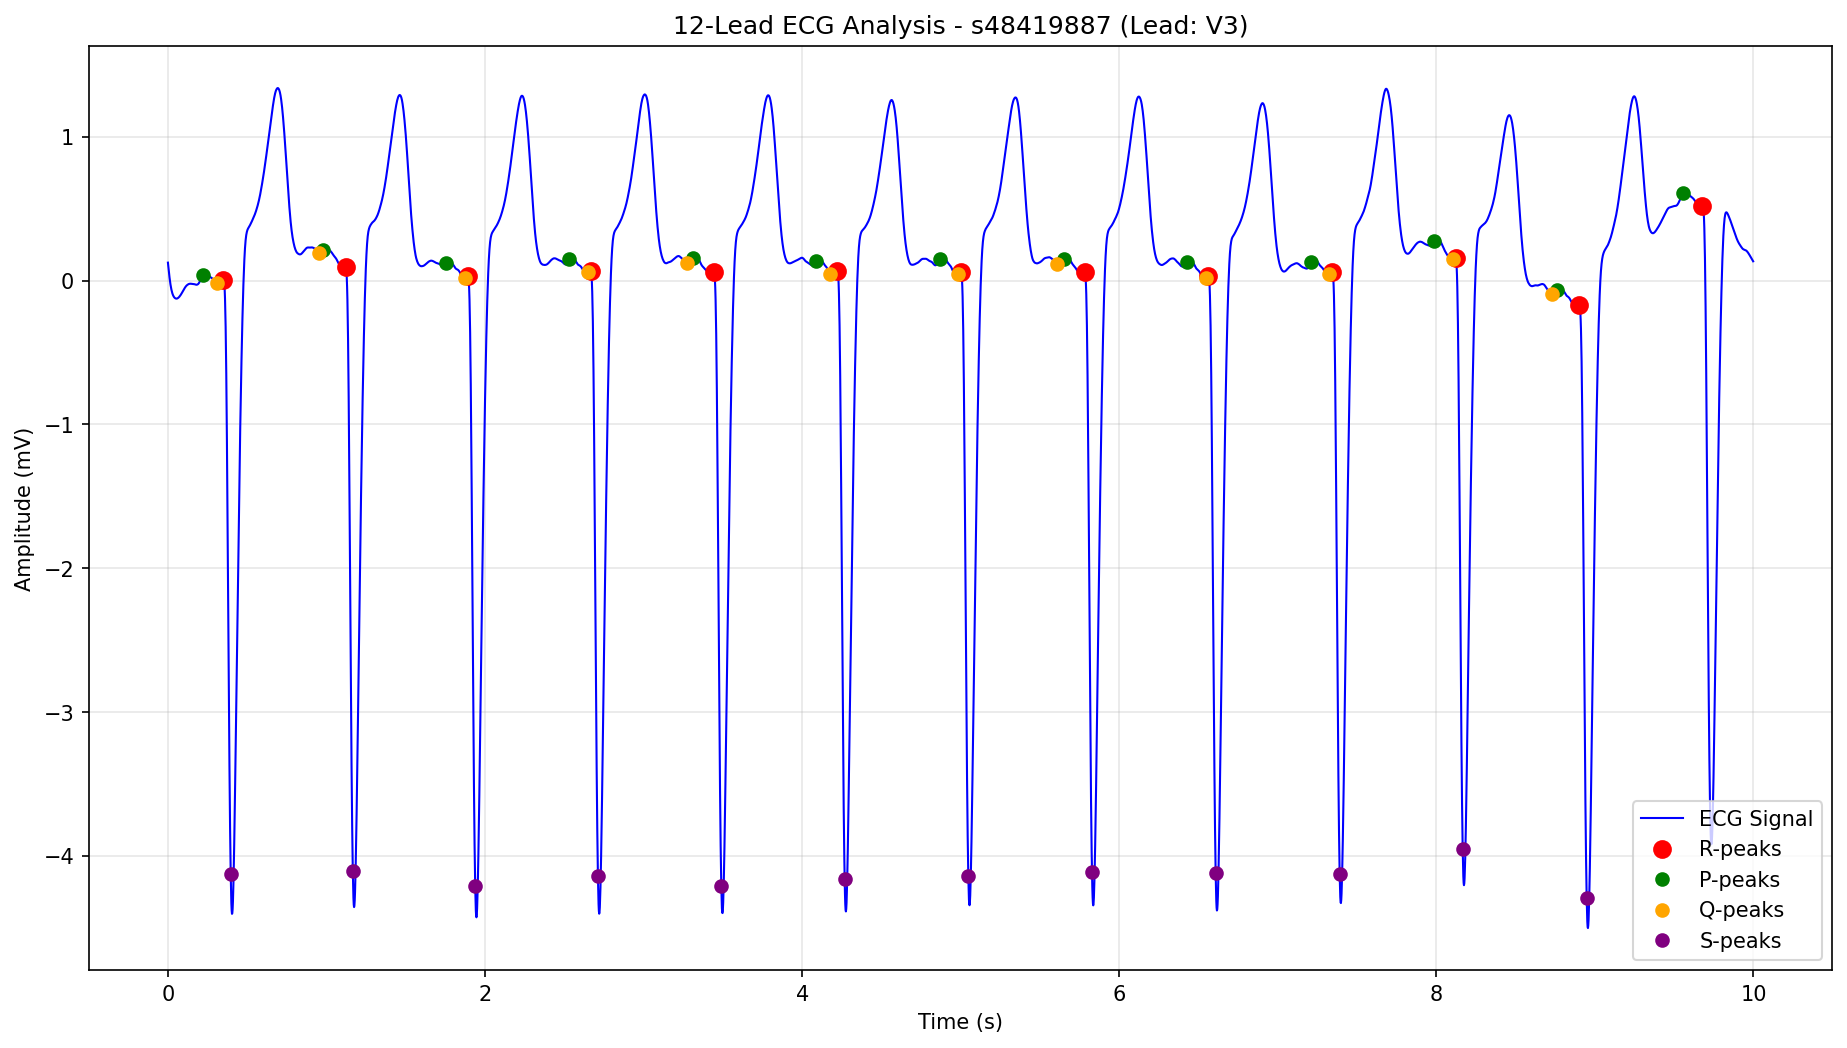 12-Lead ECG Analysis - s48419887 (Lead: V3)
1
0
−1
−2
−3
−4
Amplitude (mV)
ECG Signal
R-peaks
P-peaks
Q-peaks
S-peaks
0 2 4 6 8 10
Time (s)